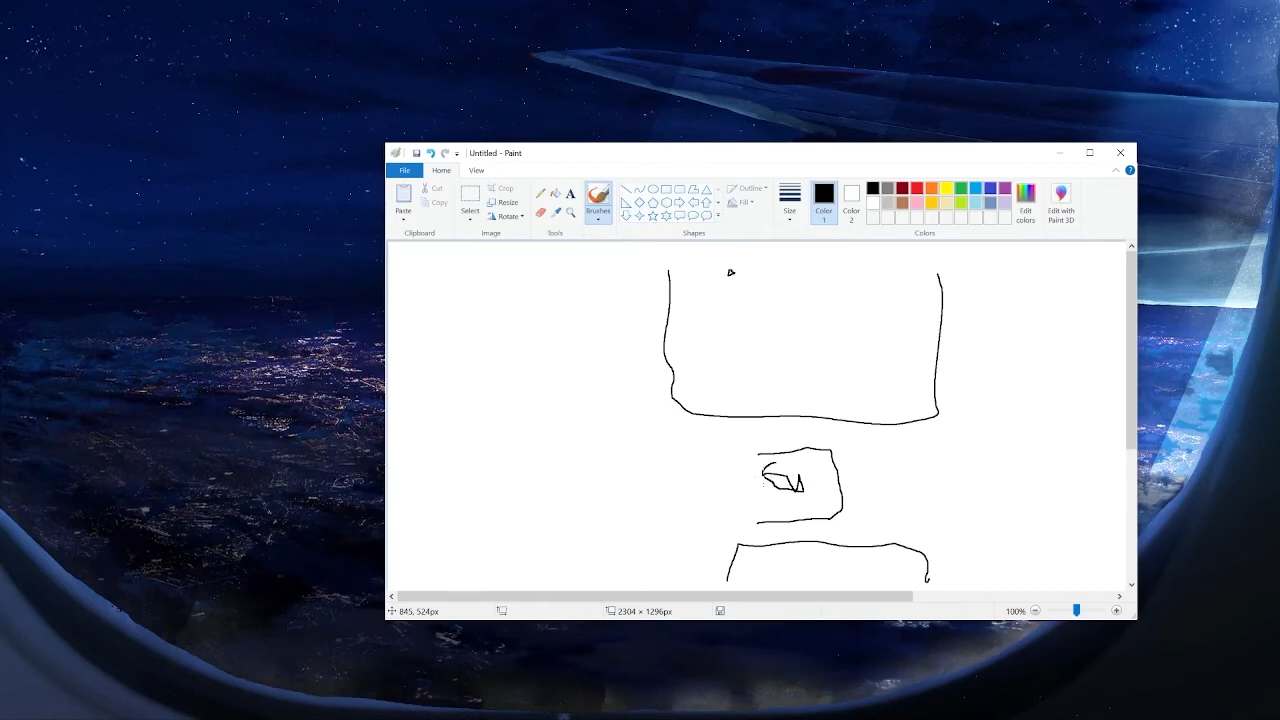 Untitled - Paint
File Home View
Paste Cut Copy Clipboard
Select Crop Resize Rotate Image
Tools
Brushes
Shapes Outline Fill
Size
Color 1 Color 2 Edit colors Colors
Edit with Paint 3D
845, 524px 2304 × 1296px 100%